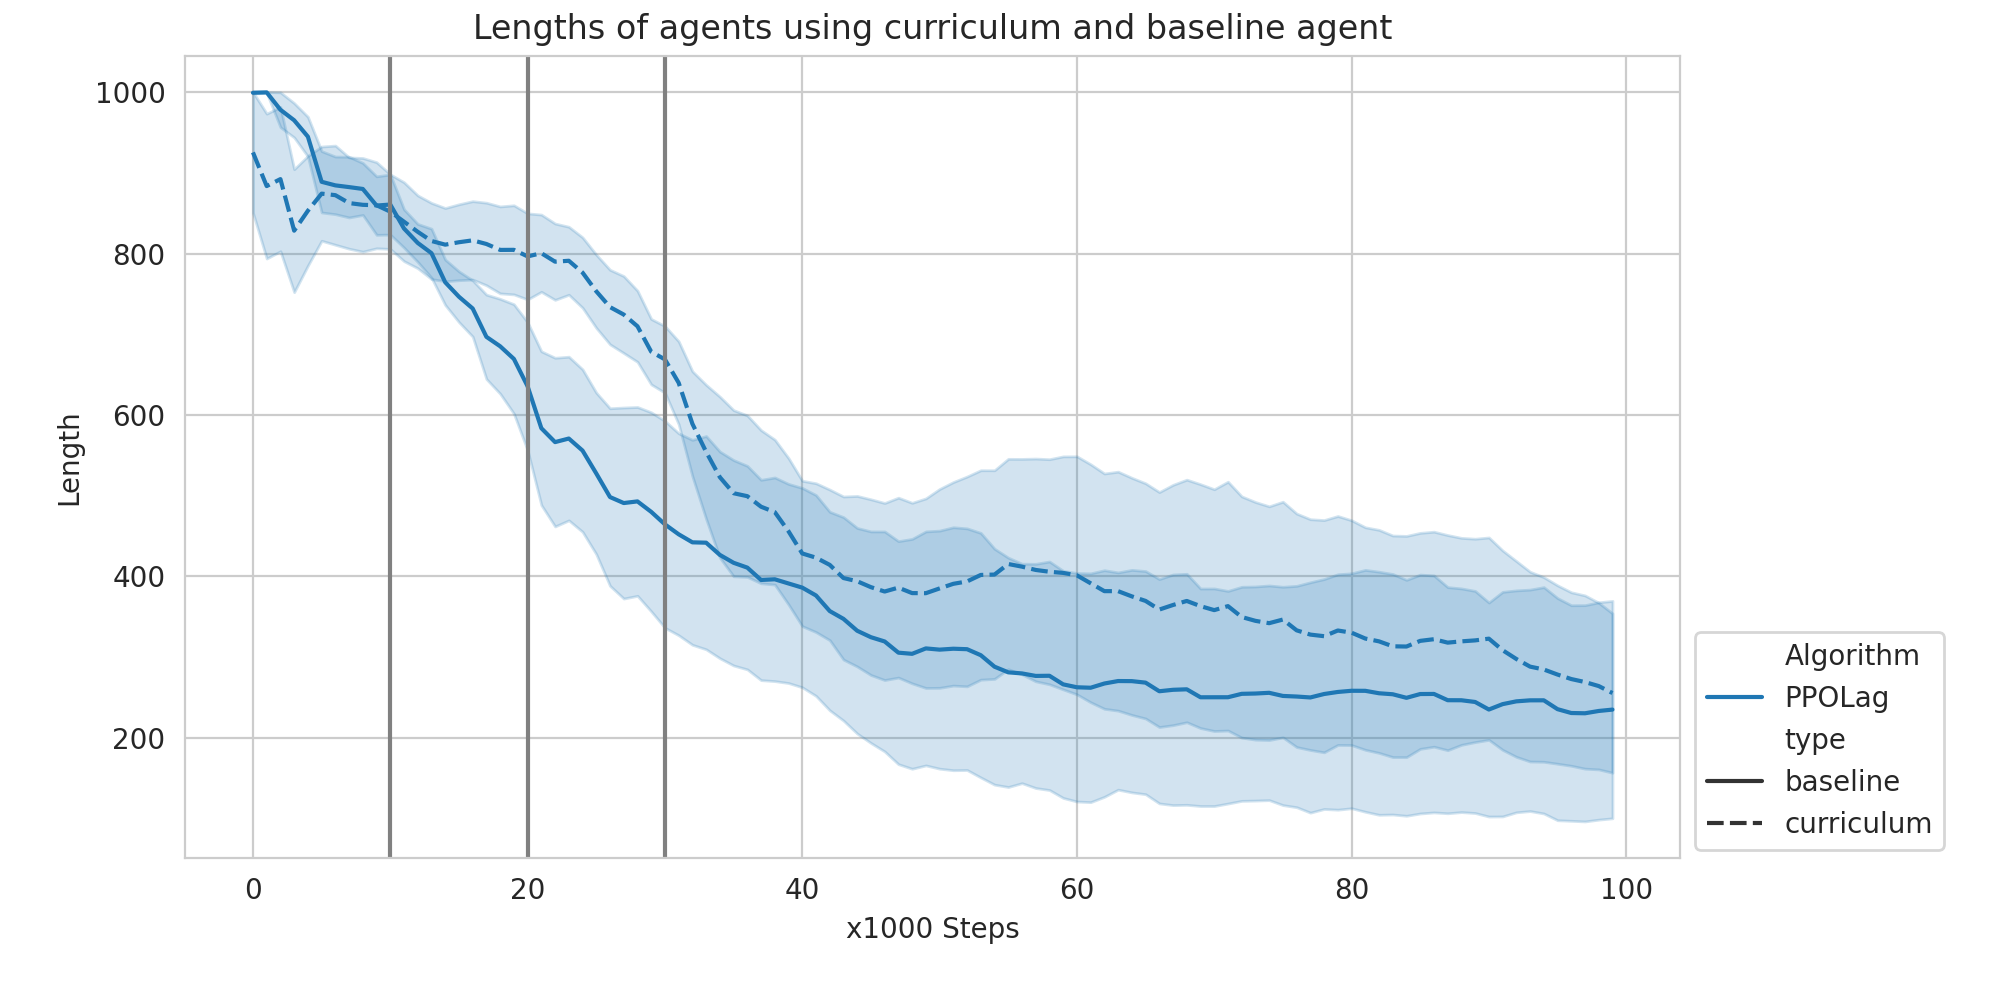 Lengths of agents using curriculum and baseline agent
1000
800
600
400
200
Length
0 20 40 60 80 100
x1000 Steps
Algorithm
PPOLag
type
baseline
curriculum